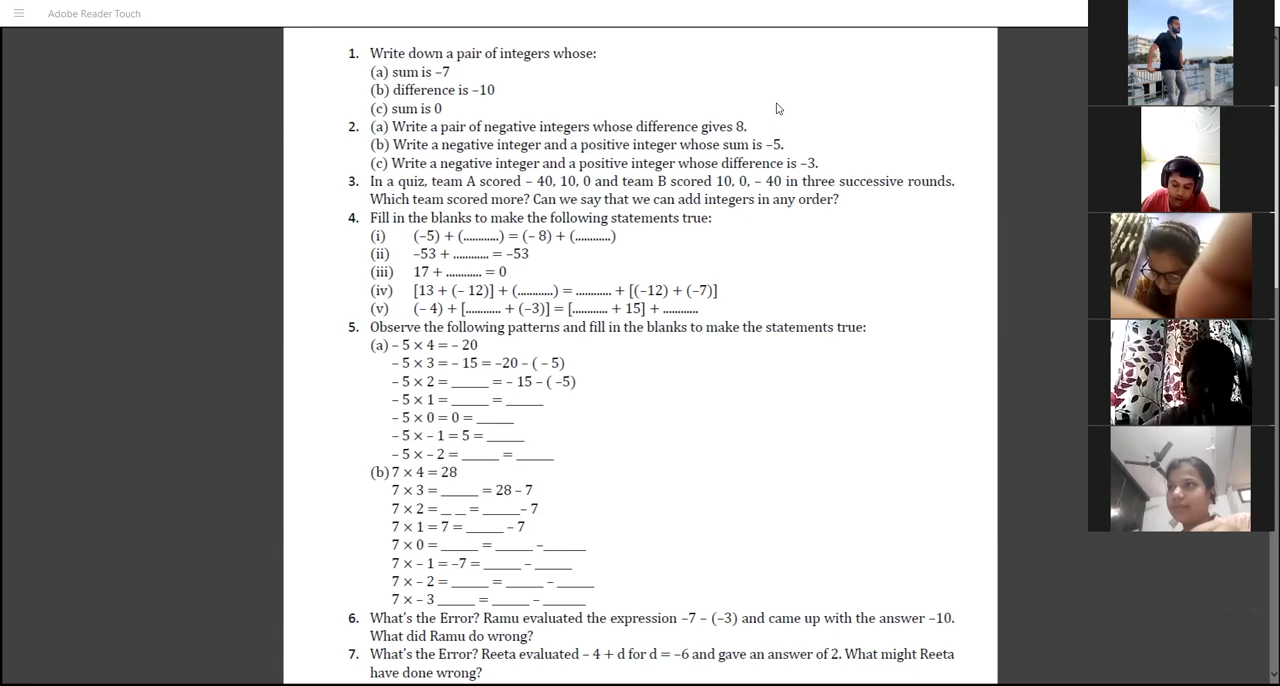 Adobe Reader Touch
1. Write down a pair of integers whose:
(a) sum is –7
(b) difference is –10
(c) sum is 0
2. (a) Write a pair of negative integers whose difference gives 8.
(b) Write a negative integer and a positive integer whose sum is –5.
(c) Write a negative integer and a positive integer whose difference is –3.
3. In a quiz, team A scored – 40, 10, 0 and team B scored 10, 0, – 40 in three successive rounds.
Which team scored more? Can we say that we can add integers in any order?
4. Fill in the blanks to make the following statements true:
(i) (–5) + (............) = (– 8) + (............)
(ii) –53 + ............ = –53
(iii) 17 + ............ = 0
(iv) [13 + (– 12)] + (............) = ............ + [(–12) + (–7)]
(v) (– 4) + [............ + (–3)] = [............ + 15] + ............
5. Observe the following patterns and fill in the blanks to make the statements true:
(a) – 5 × 4 = – 20
– 5 × 3 = – 15 = –20 – ( – 5)
– 5 × 2 = _____ = – 15 – ( –5)
– 5 × 1 = _____ = _____
– 5 × 0 = 0 = _____
– 5 × – 1 = 5 = _____
– 5 × – 2 = _____ = _____
(b) 7 × 4 = 28
7 × 3 = _____ = 28 – 7
7 × 2 = _ _ = _____– 7
7 × 1 = 7 = _____ – 7
7 × 0 = _____ = _____ –_____
7 × – 1 = –7 = _____ – _____
7 × – 2 = _____ = _____ – _____
7 × – 3 _____ = _____ – _____
6. What's the Error? Ramu evaluated the expression –7 – (–3) and came up with the answer –10.
What did Ramu do wrong?
7. What's the Error? Reeta evaluated – 4 + d for d = –6 and gave an answer of 2. What might Reeta
have done wrong?